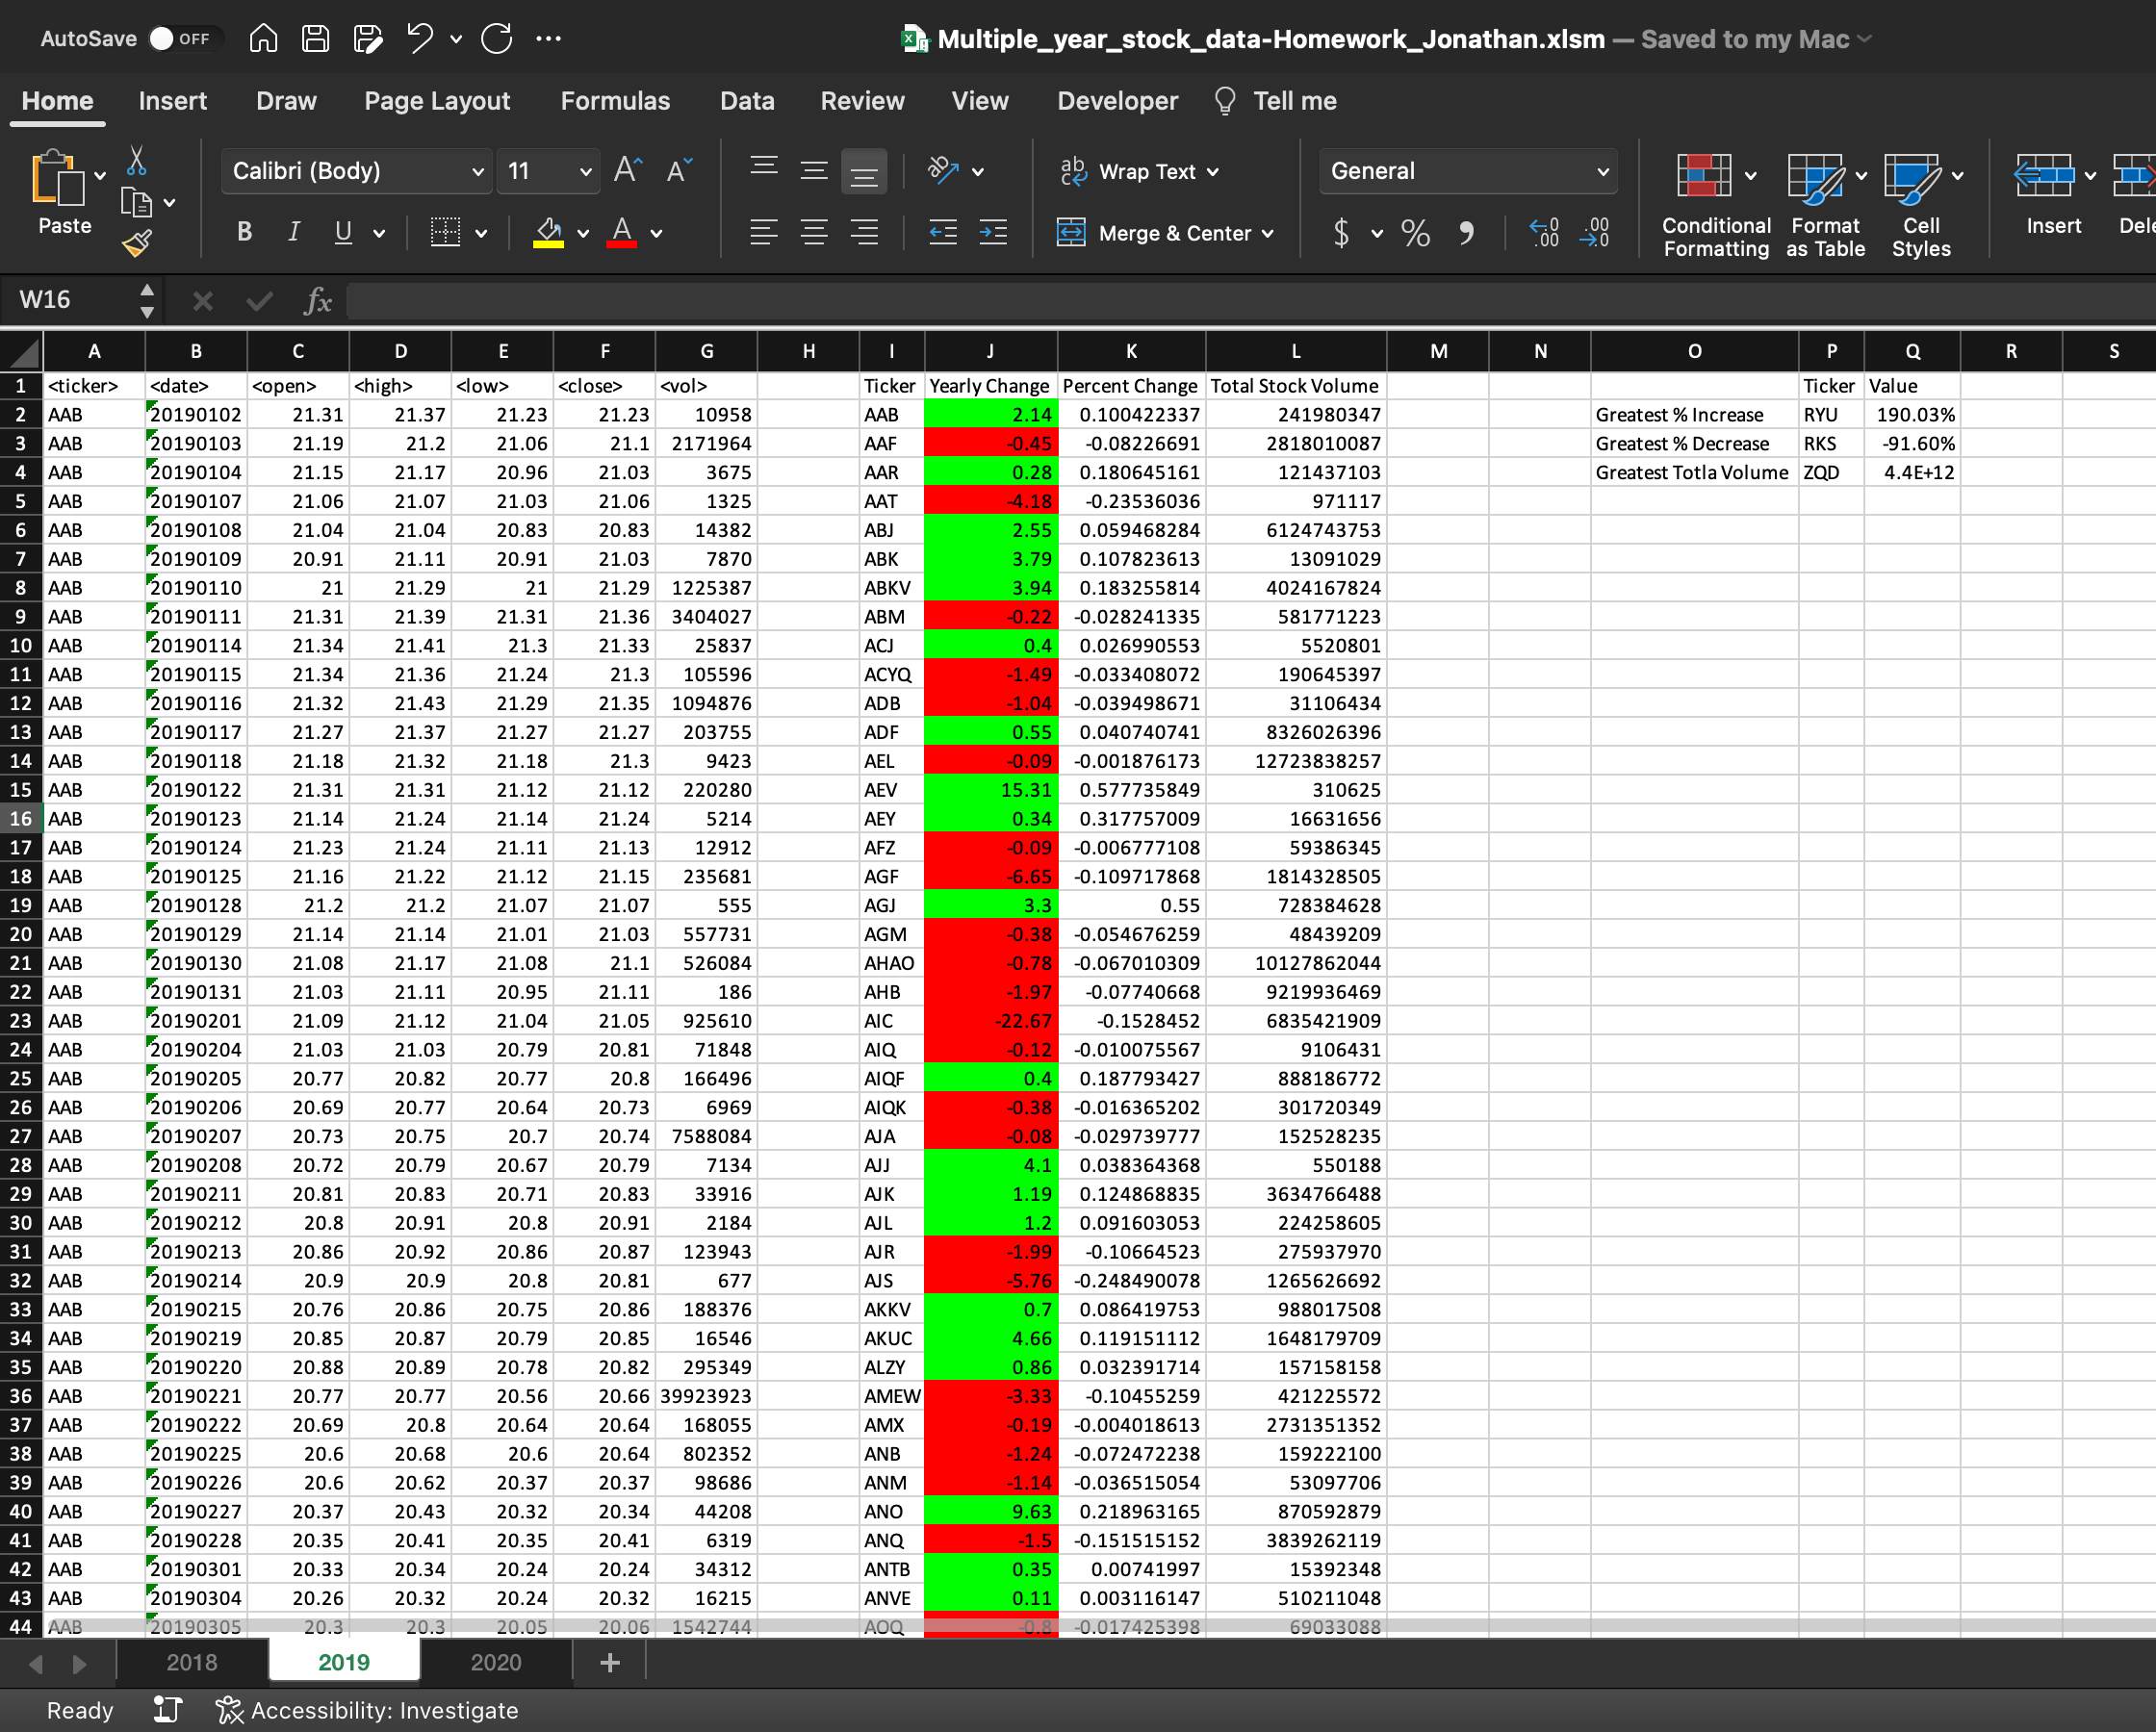 AutoSave OFF Multiple_year_stock_data-Homework_Jonathan.xlsm — Saved to my Mac
Home Insert Draw Page Layout Formulas Data Review View Developer Tell me
Calibri (Body) 11 A A ab Wrap Text General
Paste B I U A Merge & Center $ % 9 .00 .00 Conditional Formatting Format as Table Cell Styles Insert Dele
W16 fx
A B C D E F G H I J K L M N O P Q R S
1 <ticker> <date> <open> <high> <low> <close> <vol> Ticker Yearly Change Percent Change Total Stock Volume Ticker Value
2 AAB 20190102 21.31 21.37 21.23 21.23 10958 AAB 2.14 0.100422337 241980347 Greatest % Increase RYU 190.03%
3 AAB 20190103 21.19 21.2 21.06 21.1 2171964 AAF -0.45 -0.08226691 2818010087 Greatest % Decrease RKS -91.60%
4 AAB 20190104 21.15 21.17 20.96 21.03 3675 AAR 0.28 0.180645161 121437103 Greatest Totla Volume ZQD 4.4E+12
5 AAB 20190107 21.06 21.07 21.03 21.06 1325 AAT -4.18 -0.23536036 971117
6 AAB 20190108 21.04 21.04 20.83 20.83 14382 ABJ 2.55 0.059468284 6124743753
7 AAB 20190109 20.91 21.11 20.91 21.03 7870 ABK 3.79 0.107823613 13091029
8 AAB 20190110 21 21.29 21 21.29 1225387 ABKV 3.94 0.183255814 4024167824
9 AAB 20190111 21.31 21.39 21.31 21.36 3404027 ABM -0.22 -0.028241335 581771223
10 AAB 20190114 21.34 21.41 21.3 21.33 25837 ACJ 0.4 0.026990553 5520801
11 AAB 20190115 21.34 21.36 21.24 21.3 105596 ACYQ -1.49 -0.033408072 190645397
12 AAB 20190116 21.32 21.43 21.29 21.35 1094876 ADB -1.04 -0.039498671 31106434
13 AAB 20190117 21.27 21.37 21.27 21.27 203755 ADF 0.55 0.040740741 8326026396
14 AAB 20190118 21.18 21.32 21.18 21.3 9423 AEL -0.09 -0.001876173 12723838257
15 AAB 20190122 21.31 21.31 21.12 21.12 220280 AEV 15.31 0.577735849 310625
16 AAB 20190123 21.14 21.24 21.14 21.24 5214 AEY 0.34 0.317757009 16631656
17 AAB 20190124 21.23 21.24 21.11 21.13 12912 AFZ -0.09 -0.006777108 59386345
18 AAB 20190125 21.16 21.22 21.12 21.15 235681 AGF -6.65 -0.109717868 1814328505
19 AAB 20190128 21.2 21.2 21.07 21.07 555 AGJ 3.3 0.55 728384628
20 AAB 20190129 21.14 21.14 21.01 21.03 557731 AGM -0.38 -0.054676259 48439209
21 AAB 20190130 21.08 21.17 21.08 21.1 526084 AHAO -0.78 -0.067010309 10127862044
22 AAB 20190131 21.03 21.11 20.95 21.11 186 AHB -1.97 -0.07740668 9219936469
23 AAB 20190201 21.09 21.12 21.04 21.05 925610 AIC -22.67 -0.1528452 6835421909
24 AAB 20190204 21.03 21.03 20.79 20.81 71848 AIQ -0.12 -0.010075567 9106431
25 AAB 20190205 20.77 20.82 20.77 20.8 166496 AIQF 0.4 0.187793427 888186772
26 AAB 20190206 20.69 20.77 20.64 20.73 6969 AIQK -0.38 -0.016365202 301720349
27 AAB 20190207 20.73 20.75 20.7 20.74 7588084 AJA -0.08 -0.029739777 152528235
28 AAB 20190208 20.72 20.79 20.67 20.79 7134 AJJ 4.1 0.038364368 550188
29 AAB 20190211 20.81 20.83 20.71 20.83 33916 AJK 1.19 0.124868835 3634766488
30 AAB 20190212 20.8 20.91 20.8 20.91 2184 AJL 1.2 0.091603053 224258605
31 AAB 20190213 20.86 20.92 20.86 20.87 123943 AJR -1.99 -0.10664523 275937970
32 AAB 20190214 20.9 20.9 20.8 20.81 677 AJS -5.76 -0.248490078 1265626692
33 AAB 20190215 20.76 20.86 20.75 20.86 188376 AKKV 0.7 0.086419753 988017508
34 AAB 20190219 20.85 20.87 20.79 20.85 16546 AKUC 4.66 0.119151112 1648179709
35 AAB 20190220 20.88 20.89 20.78 20.82 295349 ALZY 0.86 0.032391714 157158158
36 AAB 20190221 20.77 20.77 20.56 20.66 39923923 AMEW -3.33 -0.10455259 421225572
37 AAB 20190222 20.69 20.8 20.64 20.64 168055 AMX -0.19 -0.004018613 2731351352
38 AAB 20190225 20.6 20.68 20.6 20.64 802352 ANB -1.24 -0.072472238 159222100
39 AAB 20190226 20.6 20.62 20.37 20.37 98686 ANM -1.14 -0.036515054 53097706
40 AAB 20190227 20.37 20.43 20.32 20.34 44208 ANO 9.63 0.218963165 870592879
41 AAB 20190228 20.35 20.41 20.35 20.41 6319 ANQ -1.5 -0.151515152 3839262119
42 AAB 20190301 20.33 20.34 20.24 20.24 34312 ANTB 0.35 0.00741997 15392348
43 AAB 20190304 20.26 20.32 20.24 20.32 16215 ANVE 0.11 0.003116147 510211048
44 AAB 20190305 20.3 20.3 20.05 20.06 1542744 AOQ -0.8 -0.017425398 69033088
2018 2019 2020 +
Ready Accessibility: Investigate